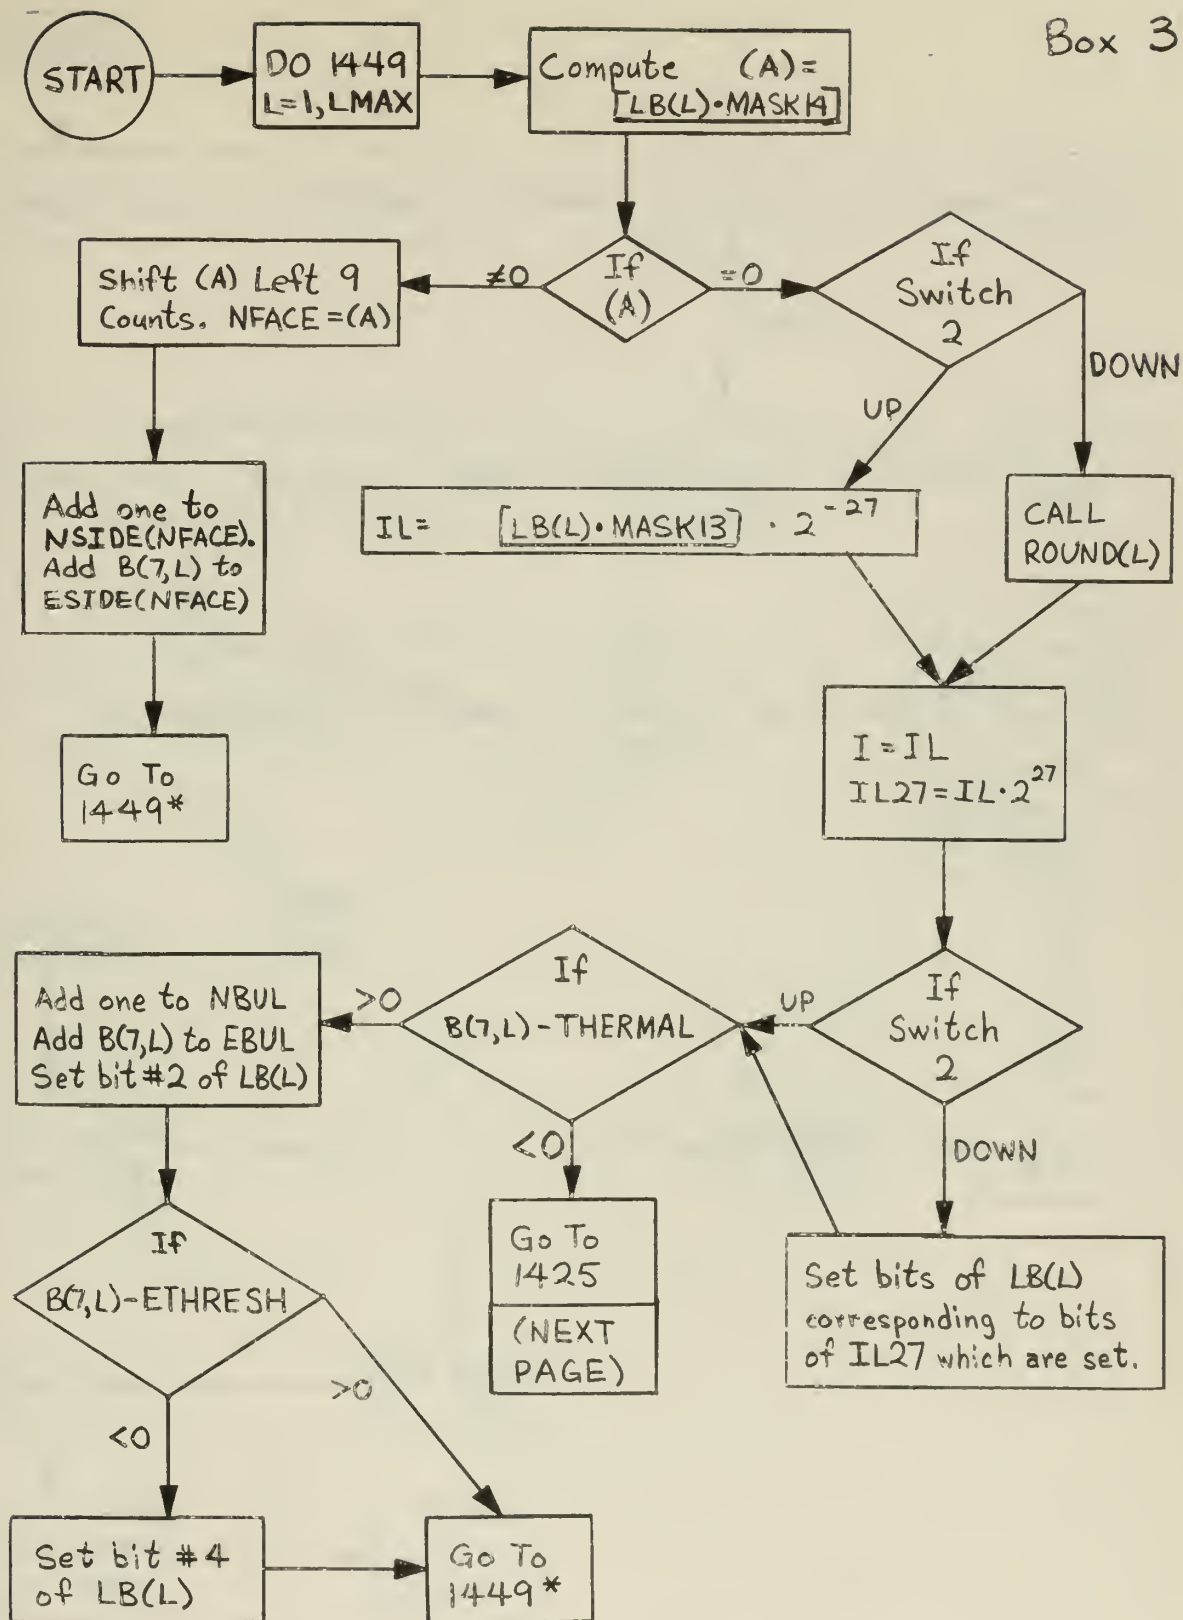 Box 3
START
DO 1449
L=1, LMAX
Compute (A)=
[LB(L)•MASK14]
If
(A)
≠0
=0
Shift (A) Left 9
Counts. NFACE=(A)
If
Switch
2
DOWN
UP
Add one to
NSIDE(NFACE).
Add B(7,L) to
ESIDE(NFACE)
IL= [LB(L)•MASK13] · 2^-27
CALL
ROUND(L)
Go To
1449*
I=IL
IL27=IL·2^27
If
Switch
2
UP
DOWN
If
B(7,L)-THERMAL
>0
<0
Add one to NBUL
Add B(7,L) to EBUL
Set bit #2 of LB(L)
Go To
1425
(NEXT
PAGE)
Set bits of LB(L)
corresponding to bits
of IL27 which are set.
If
B(7,L)-ETHRESH
>0
<0
Set bit #4
of LB(L)
Go To
1449*